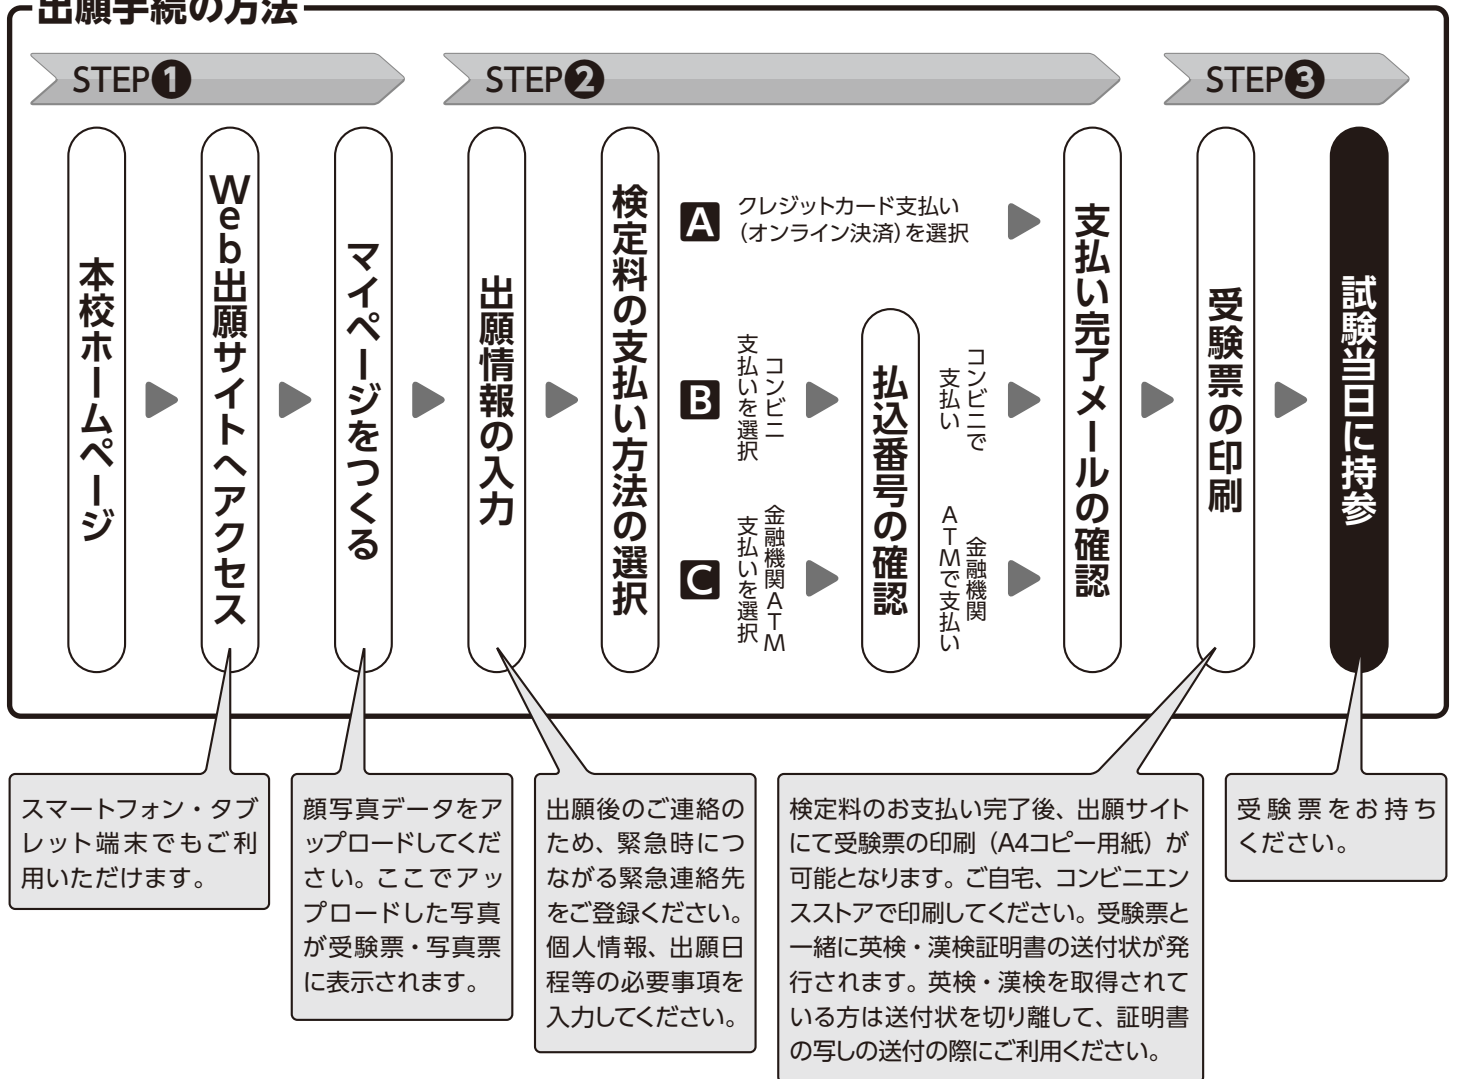 出願手続の方法
STEP❶
STEP❷
STEP❸
本校ホームページ
Web出願サイトへアクセス
マイページをつくる
出願情報の入力
検定料の支払い方法の選択
A
クレジットカード支払い
(オンライン決済)を選択
B
コンビニ
支払いを選択
C
金融機関ATM
支払いを選択
払込番号の確認
コンビニで
支払い
金融機関
ATMで支払い
支払い完了メールの確認
受験票の印刷
試験当日に持参
スマートフォン・タブ
レット端末でもご利
用いただけます。
顔写真データをア
ップロードしてくだ
さい。ここでアッ
プロードした写真
が受験票・写真票
に表示されます。
出願後のご連絡の
ため、緊急時につ
ながる緊急連絡先
をご登録ください。
個人情報、出願日
程等の必要事項を
入力してください。
検定料のお支払い完了後、出願サイト
にて受験票の印刷(A4コピー用紙)が
可能となります。ご自宅、コンビニエン
スストアで印刷してください。受験票と
一緒に英検・漢検証明書の送付状が発
行されます。英検・漢検を取得されて
いる方は送付状を切り離して、証明書
の写しの送付の際にご利用ください。
受験票をお持ち
ください。